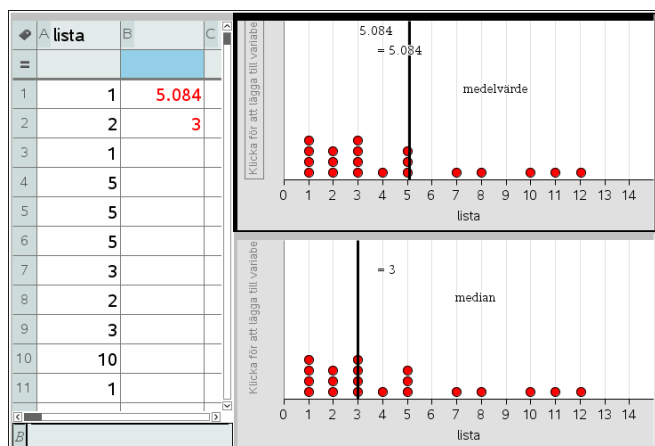 A lista B C
=
1 1 5.084
2 2 3
3 1
4 5
5 5
6 5
7 3
8 2
9 3
10 10
11 1
B
5.084
= 5.084
medelvärde
Klicka för att lägga till variabe
0 1 2 3 4 5 6 7 8 9 10 11 12 13 14
lista
= 3
median
Klicka för att lägga till variabe
0 1 2 3 4 5 6 7 8 9 10 11 12 13 14
lista